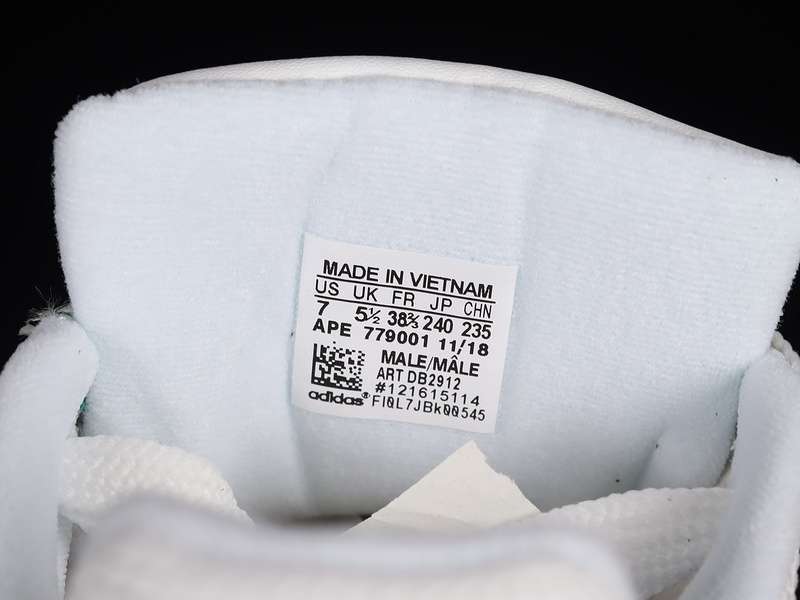 MADE IN VIETNAM
US UK FR JP CHN
7 5½ 38⅔ 240 235
APE 779001 11/18
MALE/MÂLE
ART DB2912
#121615114
adidas® FI0L7JBk00545